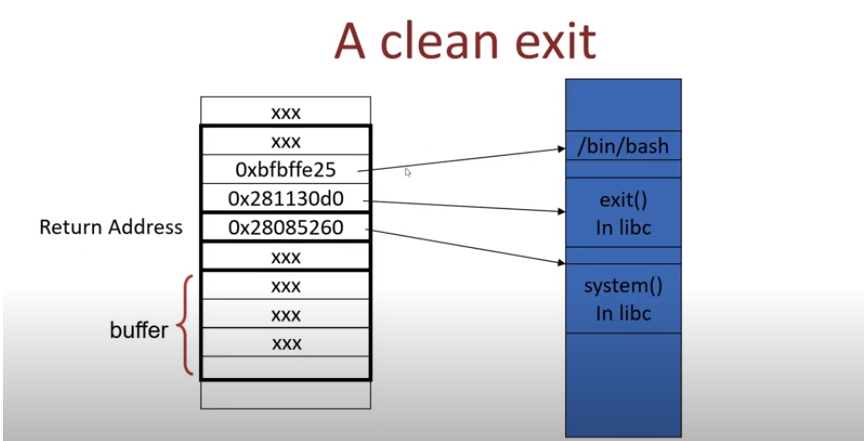 A clean exit
xxx
xxx
0xbfbffe25
0x281130d0
Return Address
0x28085260
xxx
xxx
xxx
xxx
buffer
/bin/bash
exit()
In libc
system()
In libc